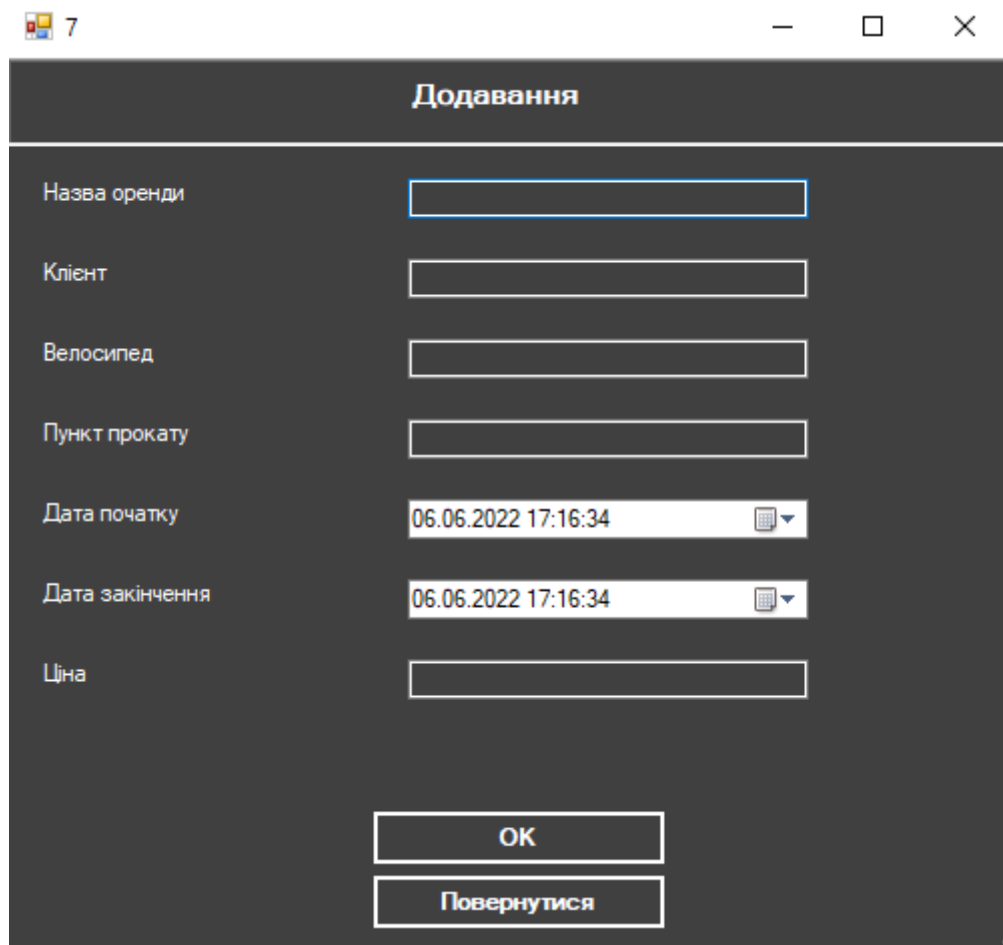 7
Додавання
Назва оренди
Клієнт
Велосипед
Пункт прокату
Дата початку
06.06.2022 17:16:34
Дата закінчення
06.06.2022 17:16:34
Ціна
OK
Повернутися